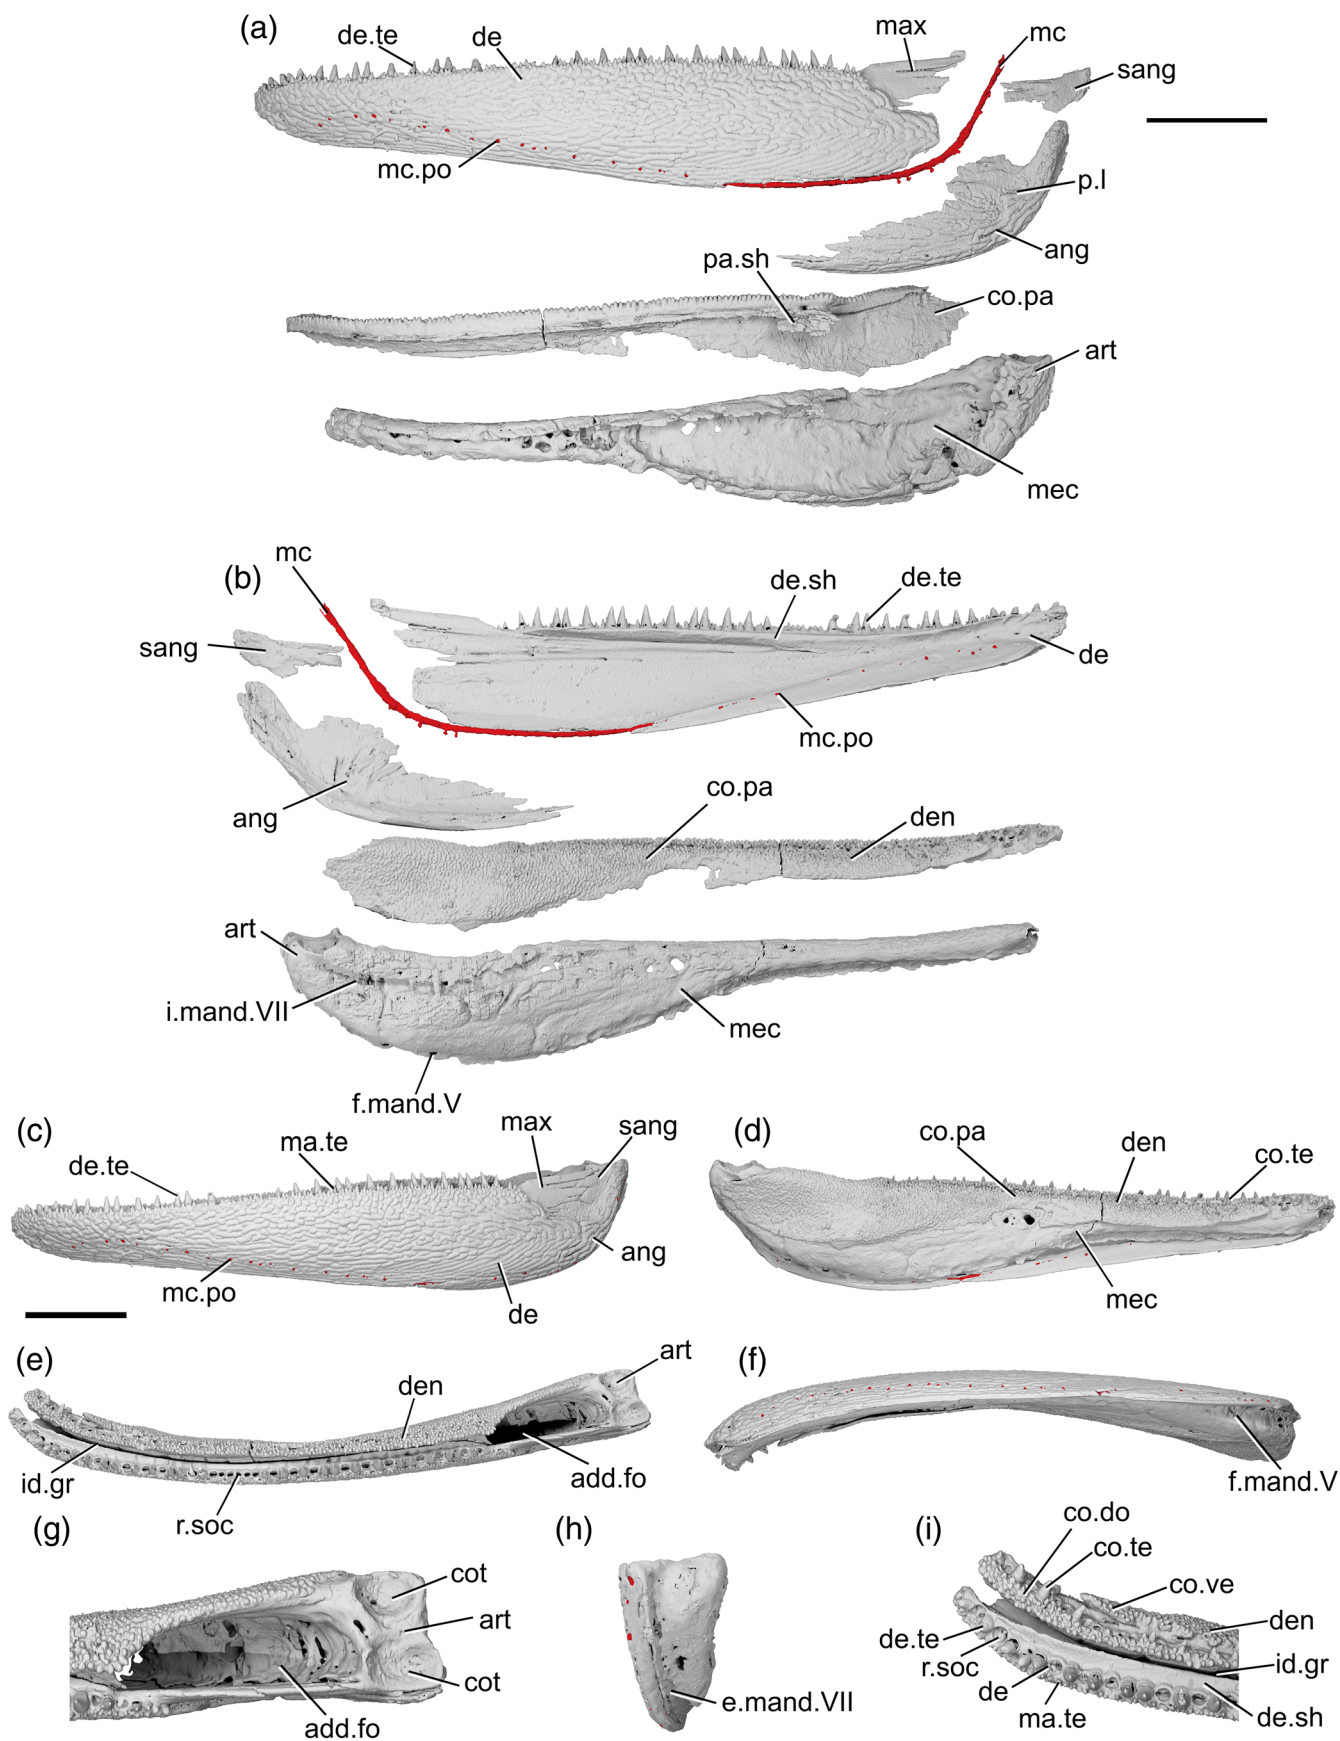 (a)
de.te
de
max
mc
sang
mc.po
p.l
ang
pa.sh
co.pa
art
mec
(b)
mc
de.sh
de.te
sang
de
mc.po
ang
co.pa
den
art
i.mand.VII
mec
f.mand.V
(c)
de.te
ma.te
max
sang
ang
mc.po
de
(d)
co.pa
den
co.te
mec
(e)
art
den
id.gr
add.fo
r.soc
(f)
f.mand.V
(g)
cot
art
cot
add.fo
(h)
e.mand.VII
(i)
co.do
co.te
co.ve
den
de.te
r.soc
id.gr
de
ma.te
de.sh